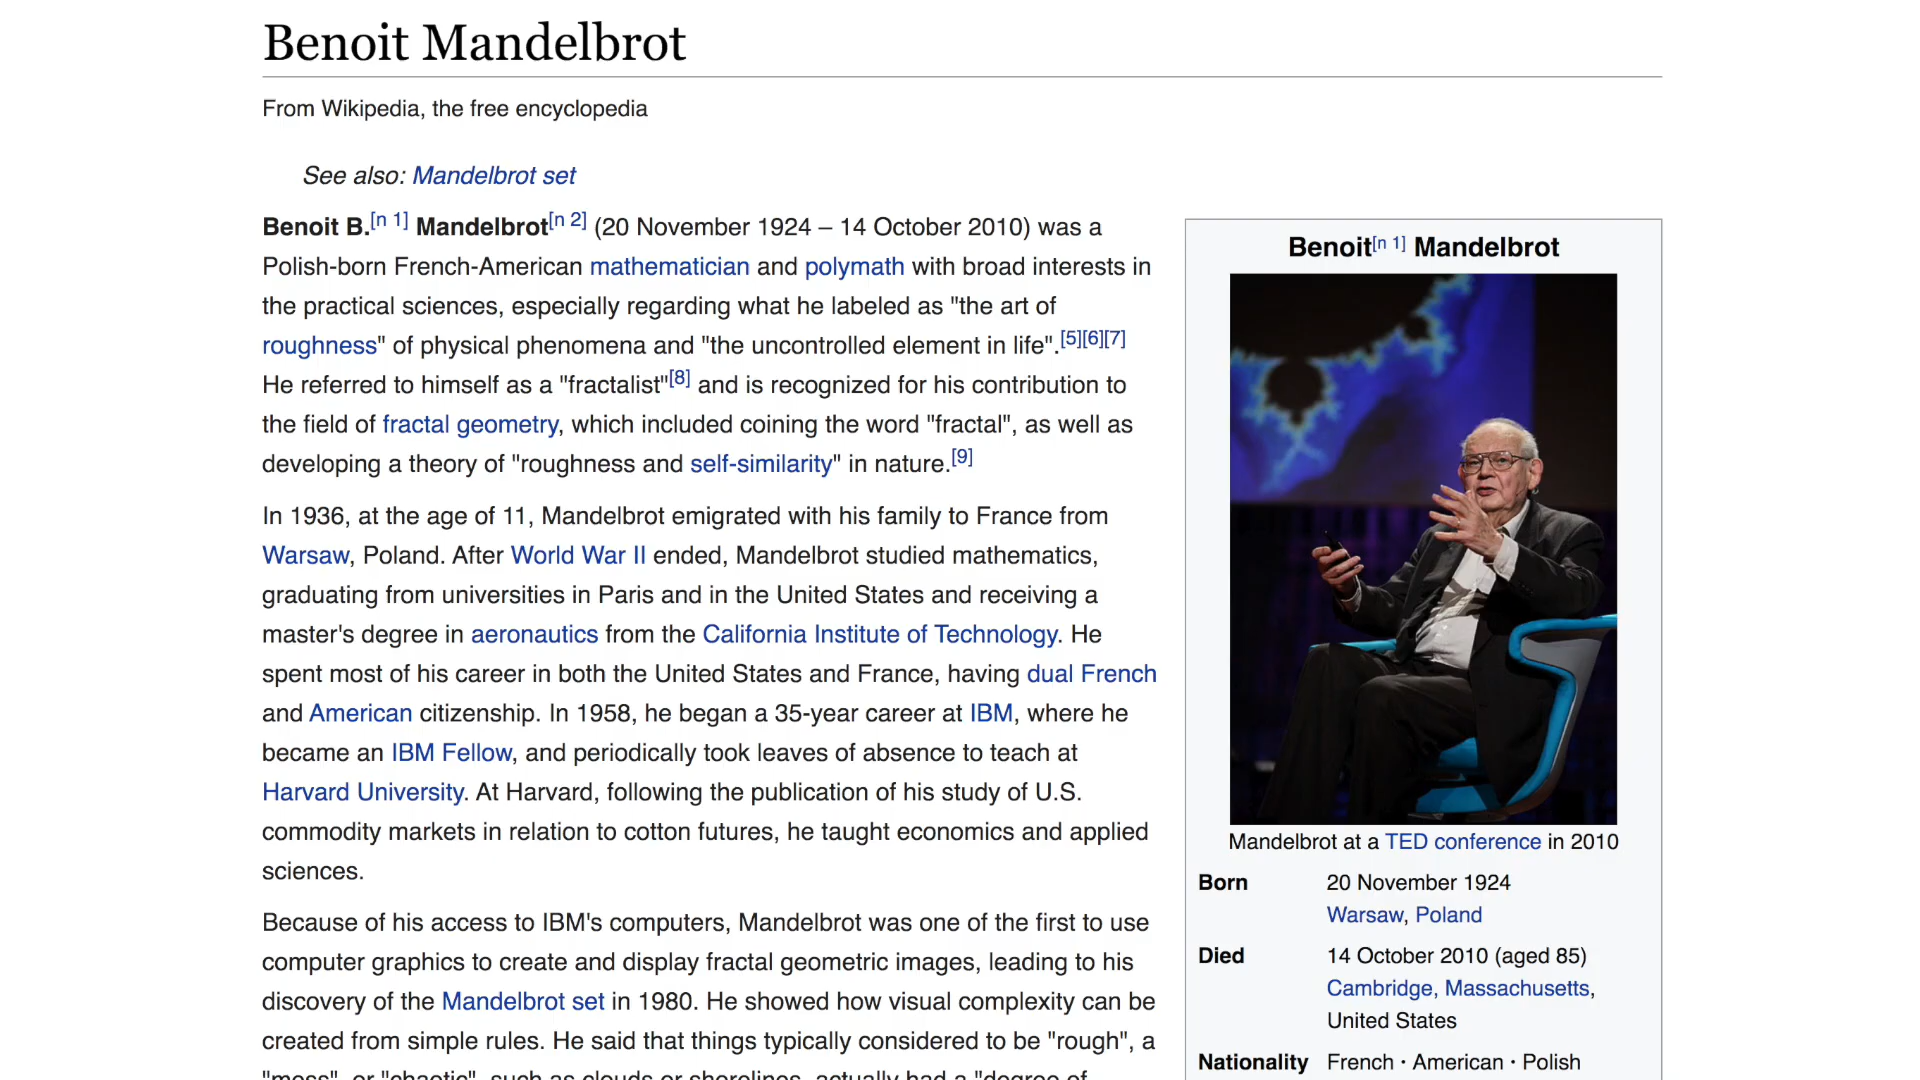 Benoit Mandelbrot
From Wikipedia, the free encyclopedia
See also: Mandelbrot set
Benoit B.[n 1] Mandelbrot[n 2] (20 November 1924 – 14 October 2010) was a
Polish-born French-American mathematician and polymath with broad interests in
the practical sciences, especially regarding what he labeled as "the art of
roughness" of physical phenomena and "the uncontrolled element in life".[5][6][7]
He referred to himself as a "fractalist"[8] and is recognized for his contribution to
the field of fractal geometry, which included coining the word "fractal", as well as
developing a theory of "roughness and self-similarity" in nature.[9]
In 1936, at the age of 11, Mandelbrot emigrated with his family to France from
Warsaw, Poland. After World War II ended, Mandelbrot studied mathematics,
graduating from universities in Paris and in the United States and receiving a
master's degree in aeronautics from the California Institute of Technology. He
spent most of his career in both the United States and France, having dual French
and American citizenship. In 1958, he began a 35-year career at IBM, where he
became an IBM Fellow, and periodically took leaves of absence to teach at
Harvard University. At Harvard, following the publication of his study of U.S.
commodity markets in relation to cotton futures, he taught economics and applied
sciences.
Because of his access to IBM's computers, Mandelbrot was one of the first to use
computer graphics to create and display fractal geometric images, leading to his
discovery of the Mandelbrot set in 1980. He showed how visual complexity can be
created from simple rules. He said that things typically considered to be "rough", a
"mess", or "chaotic", such as clouds or shorelines, actually had a "degree of
Benoit[n 1] Mandelbrot
Mandelbrot at a TED conference in 2010
Born 20 November 1924
Warsaw, Poland
Died 14 October 2010 (aged 85)
Cambridge, Massachusetts,
United States
Nationality French · American · Polish